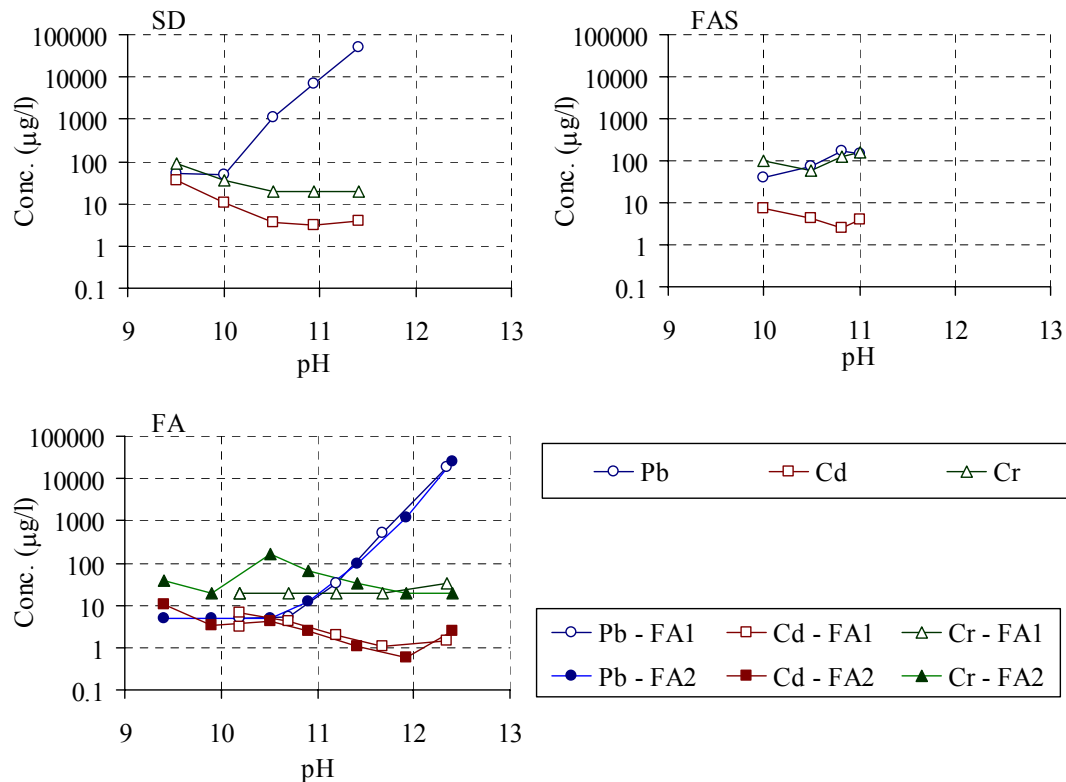 SD
100000
10000
1000
100
10
1
0.1
Conc. (µg/l)
9 10 11 12 13
pH
FAS
100000
10000
1000
100
10
1
0.1
Conc. (µg/l)
9 10 11 12 13
pH
FA
100000
10000
1000
100
10
1
0.1
Conc. (µg/l)
9 10 11 12 13
pH
Pb Cd Cr
Pb - FA1 Cd - FA1 Cr - FA1
Pb - FA2 Cd - FA2 Cr - FA2